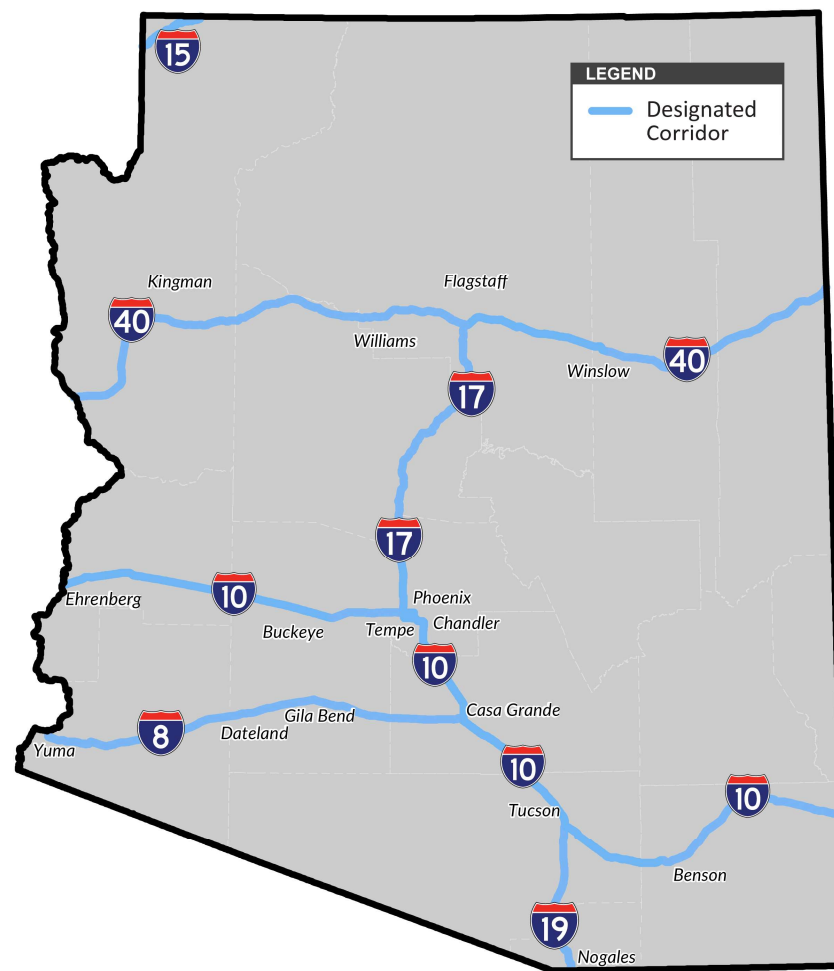 15
LEGEND
Designated
Corridor
Kingman
Flagstaff
40
Williams
40
Winslow
17
17
Ehrenberg
10
Phoenix
Buckeye
Tempe
Chandler
10
Casa Grande
Gila Bend
Dateland
8
Yuma
10
Tucson
10
Benson
19
Nogales